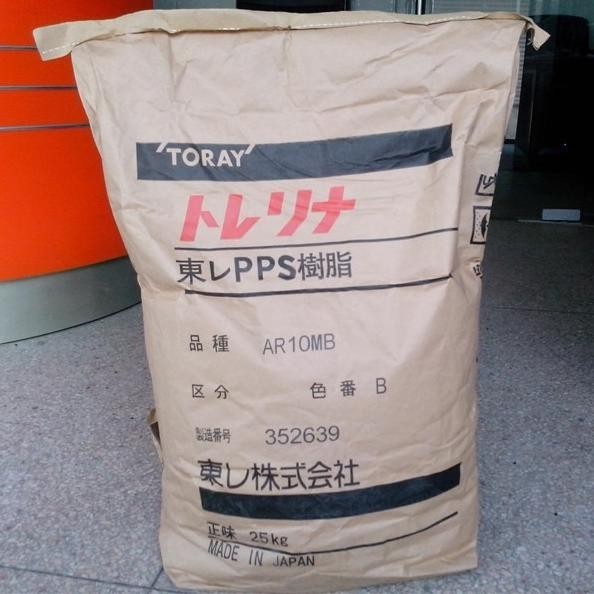 'TORAY'
トレリナ
東レPPS樹脂
品種 AR10MB
区分 色番 B
製造番号 352639
東レ株式会社
正味 25kg
MADE IN JAPAN